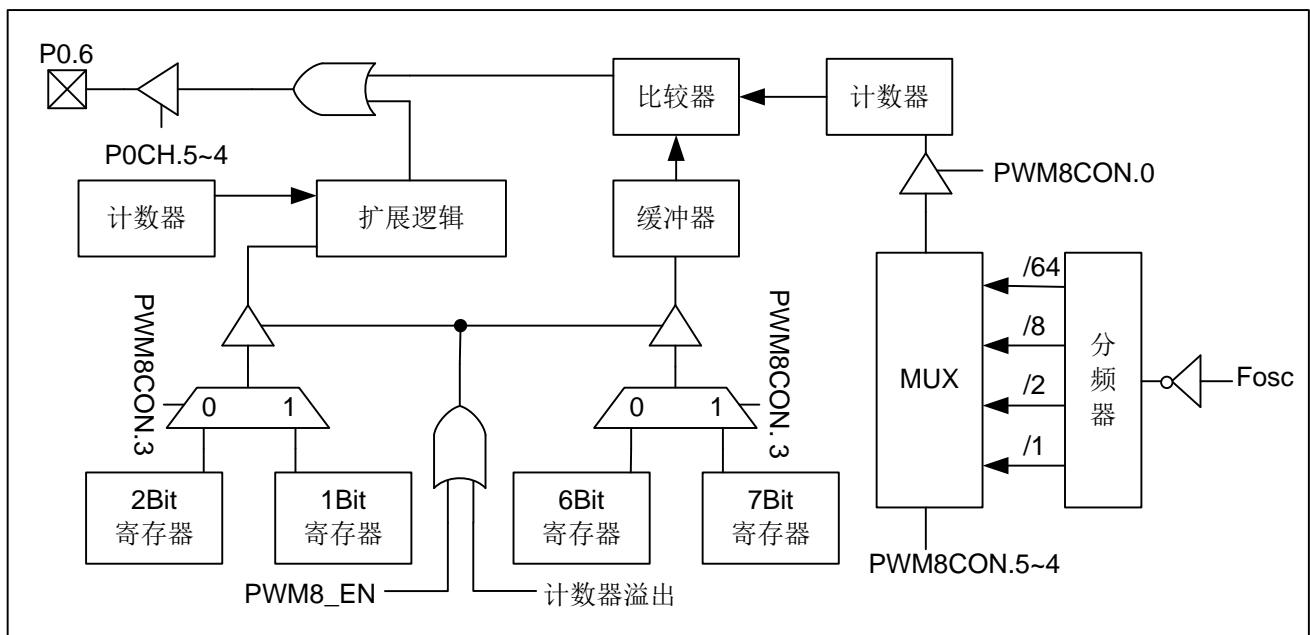 P0.6
P0CH.5~4
比较器
计数器
PWM8CON.0
计数器
扩展逻辑
缓冲器
MUX
/64
/8
/2
/1
分频器
Fosc
PWM8CON.5~4
PWM8CON.3
0 1
2Bit
寄存器
1Bit
寄存器
0 1
PWM8CON. 3
6Bit
寄存器
7Bit
寄存器
PWM8_EN
计数器溢出